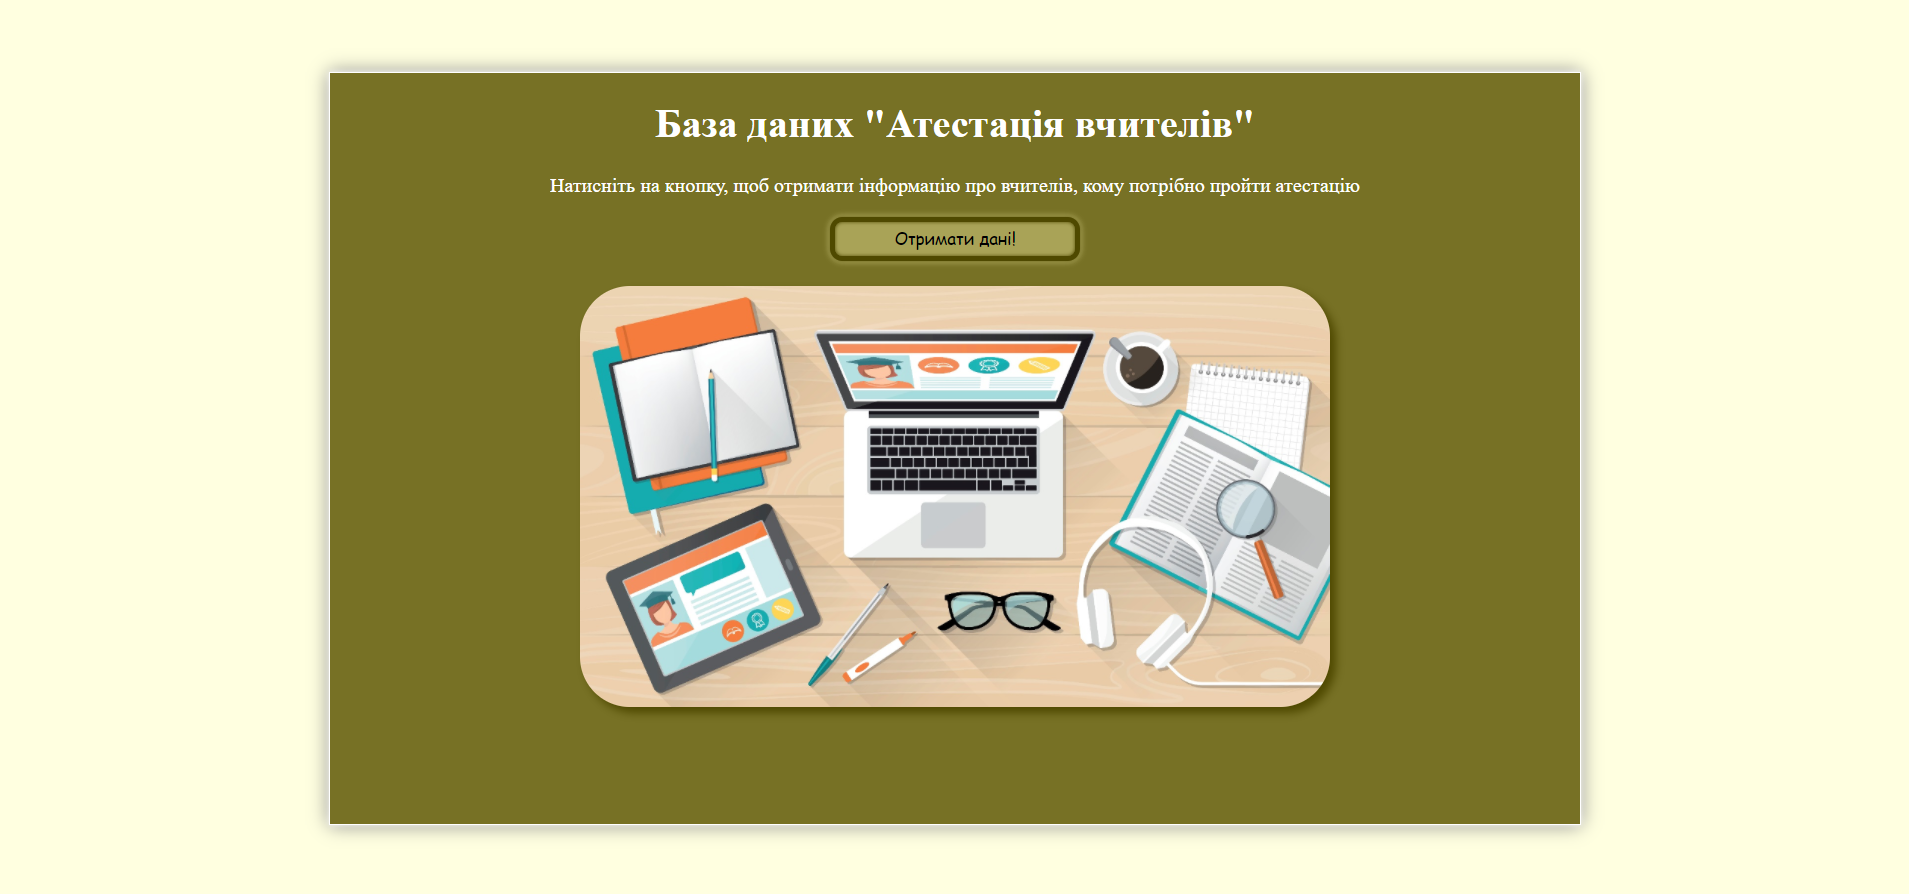 База даних "Атестація вчителів"
Натисніть на кнопку, щоб отримати інформацію про вчителів, кому потрібно пройти атестацію
Отримати дані!